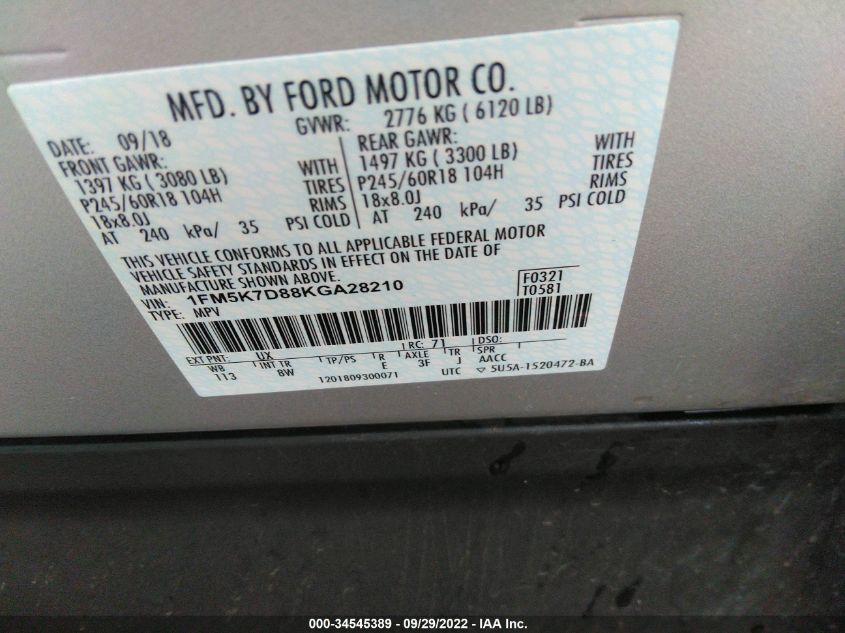 MFD. BY FORD MOTOR CO.
DATE: 09/18 GVWR: 2776 KG ( 6120 LB)
FRONT GAWR: REAR GAWR:
1397 KG ( 3080 LB) WITH 1497 KG ( 3300 LB) WITH
P245/60R18 104H TIRES P245/60R18 104H TIRES
18x8.0J RIMS 18x8.0J RIMS
AT 240 kPa/ 35 PSI COLD AT 240 kPa/ 35 PSI COLD
THIS VEHICLE CONFORMS TO ALL APPLICABLE FEDERAL MOTOR
VEHICLE SAFETY STANDARDS IN EFFECT ON THE DATE OF
MANUFACTURE SHOWN ABOVE.
VIN: 1FM5K7D88KGA28210 F0321
TYPE: MPV T0581
EXT PNT: UX RC: 71 DSO:
WB INT TR TP/PS R AXLE TR SPR
113 8W E 3F J AACC
1201809300071 UTC ▽ 5U5A-1520472-BA
000-34545389 - 09/29/2022 - IAA Inc.